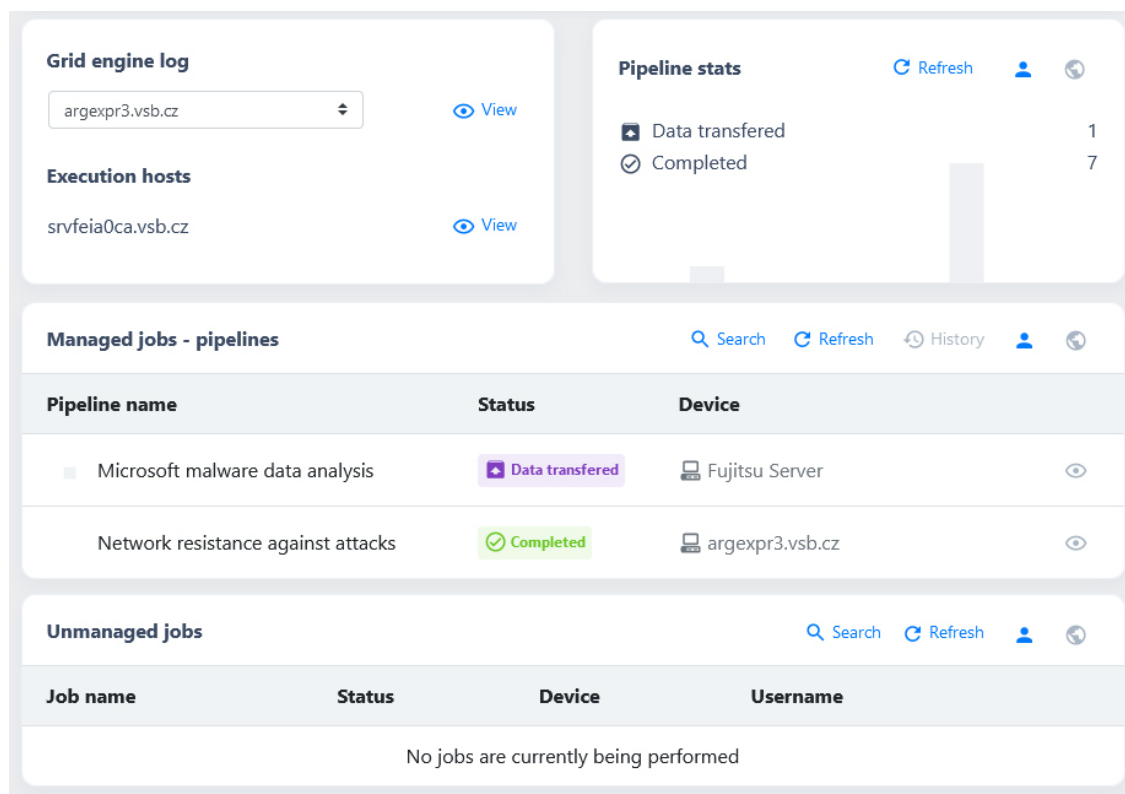 Grid engine log
argexpr3.vsb.cz View
Execution hosts
srvfeia0ca.vsb.cz View
Pipeline stats Refresh
Data transfered 1
Completed 7
Managed jobs - pipelines Search Refresh History
Pipeline name Status Device
Microsoft malware data analysis Data transfered Fujitsu Server
Network resistance against attacks Completed argexpr3.vsb.cz
Unmanaged jobs Search Refresh
Job name Status Device Username
No jobs are currently being performed